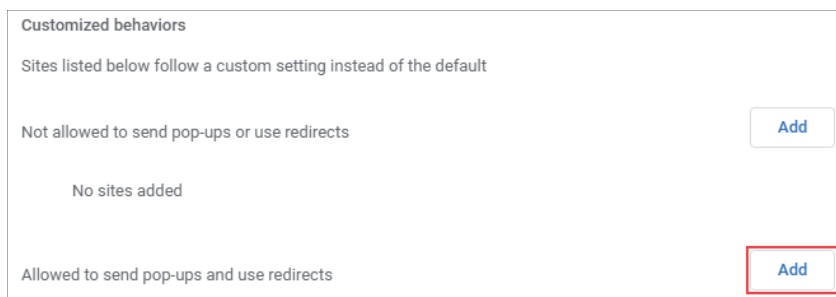 Customized behaviors
Sites listed below follow a custom setting instead of the default
Not allowed to send pop-ups or use redirects
Add
No sites added
Allowed to send pop-ups and use redirects
Add